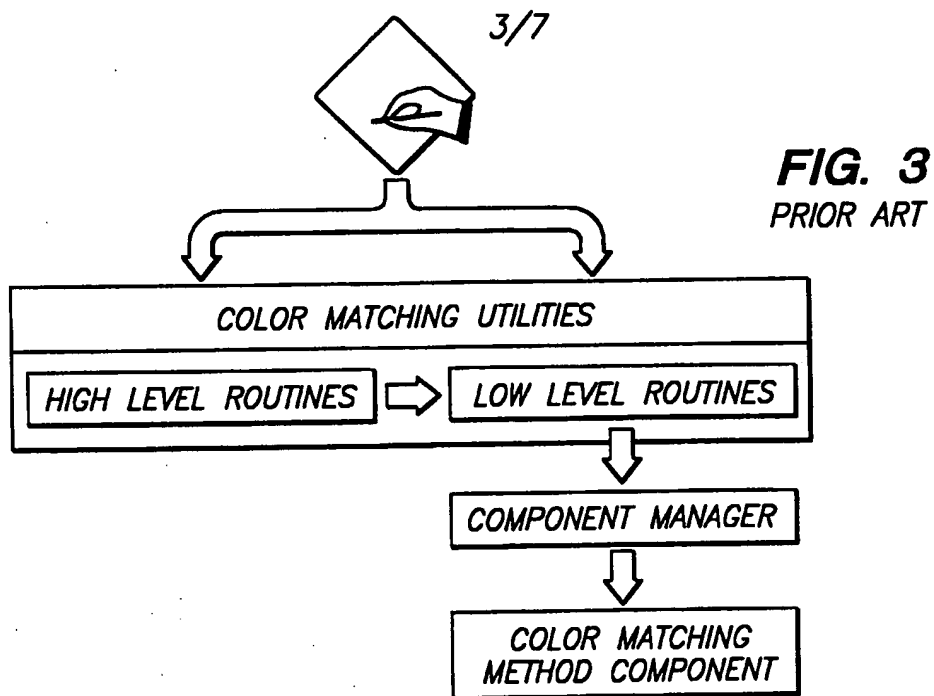 3/7
FIG. 3
PRIOR ART
COLOR MATCHING UTILITIES
HIGH LEVEL ROUTINES
LOW LEVEL ROUTINES
COMPONENT MANAGER
COLOR MATCHING
METHOD COMPONENT